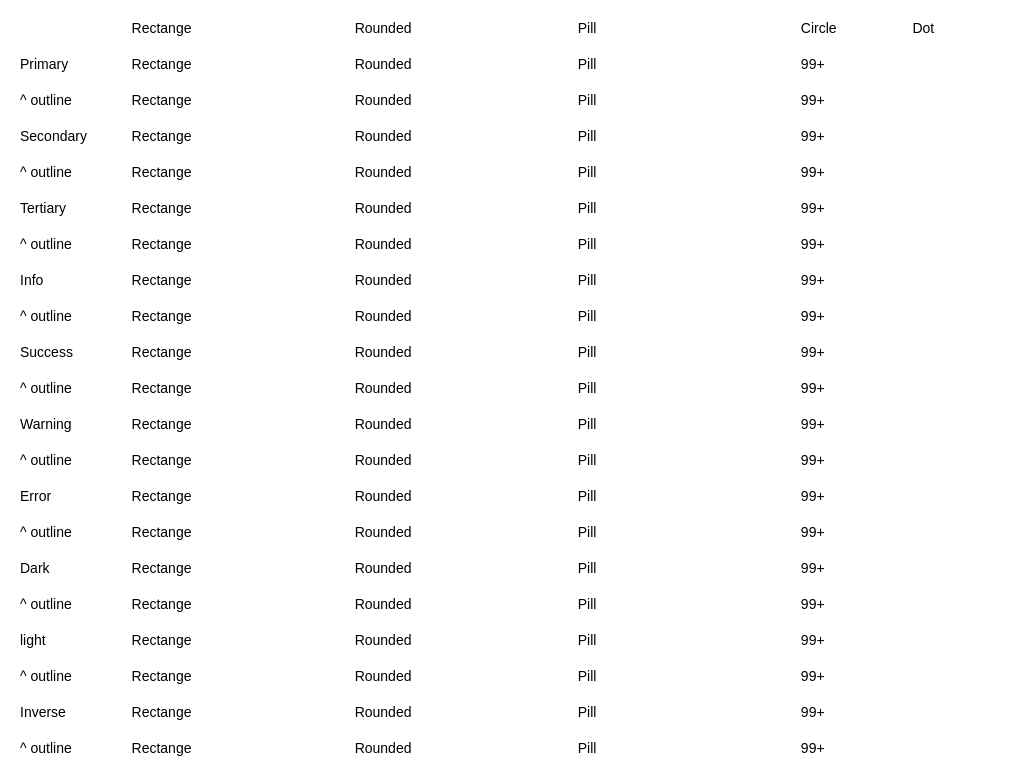 Rectange Rounded Pill Circle Dot
Primary Rectange Rounded Pill 99+
^ outline Rectange Rounded Pill 99+
Secondary Rectange Rounded Pill 99+
^ outline Rectange Rounded Pill 99+
Tertiary Rectange Rounded Pill 99+
^ outline Rectange Rounded Pill 99+
Info Rectange Rounded Pill 99+
^ outline Rectange Rounded Pill 99+
Success Rectange Rounded Pill 99+
^ outline Rectange Rounded Pill 99+
Warning Rectange Rounded Pill 99+
^ outline Rectange Rounded Pill 99+
Error Rectange Rounded Pill 99+
^ outline Rectange Rounded Pill 99+
Dark Rectange Rounded Pill 99+
^ outline Rectange Rounded Pill 99+
light Rectange Rounded Pill 99+
^ outline Rectange Rounded Pill 99+
Inverse Rectange Rounded Pill 99+
^ outline Rectange Rounded Pill 99+